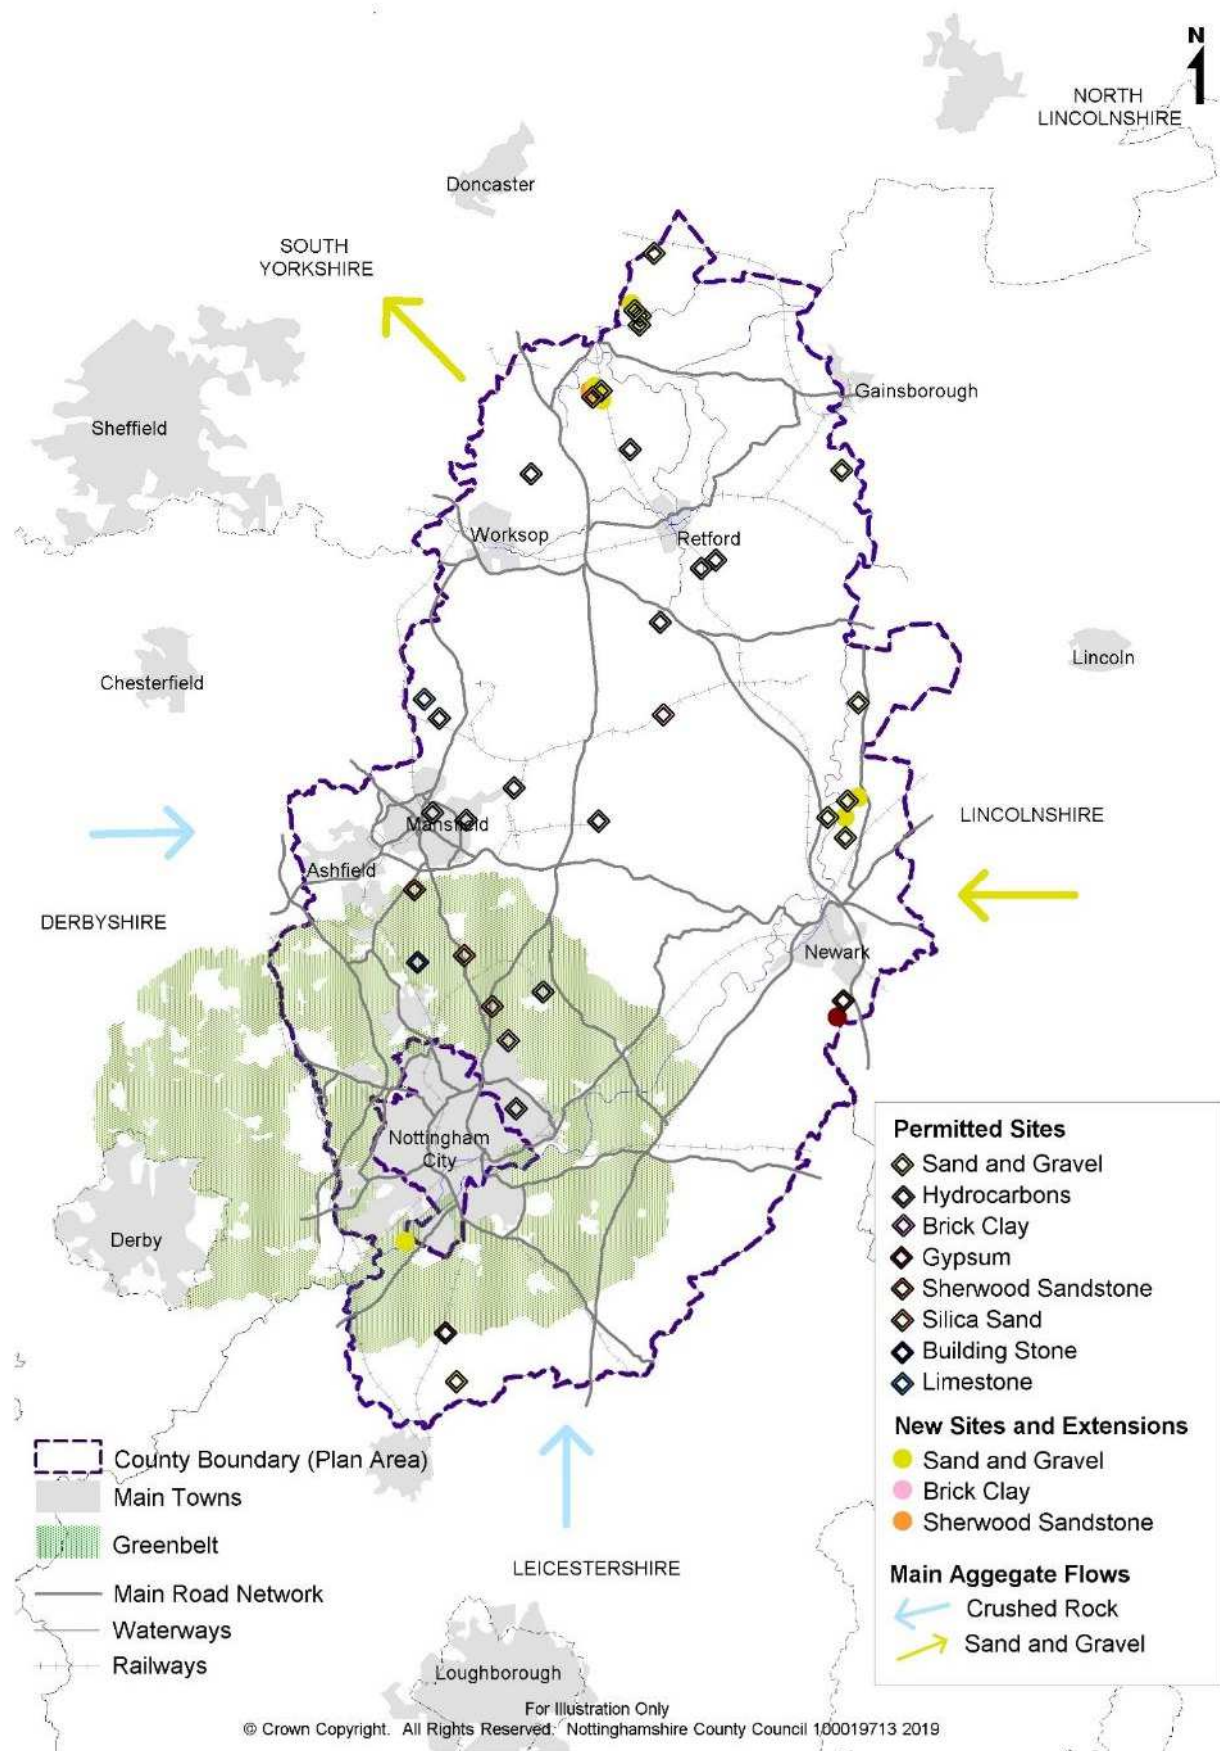 N
NORTH
LINCOLNSHIRE
Doncaster
SOUTH
YORKSHIRE
Gainsborough
Sheffield
Worksop
Retford
Lincoln
Chesterfield
LINCOLNSHIRE
Mansfield
Ashfield
DERBYSHIRE
Newark
Nottingham
City
Derby
Permitted Sites
Sand and Gravel
Hydrocarbons
Brick Clay
Gypsum
Sherwood Sandstone
Silica Sand
Building Stone
Limestone
New Sites and Extensions
Sand and Gravel
Brick Clay
Sherwood Sandstone
Main Aggegate Flows
Crushed Rock
Sand and Gravel
County Boundary (Plan Area)
Main Towns
Greenbelt
Main Road Network
Waterways
Railways
LEICESTERSHIRE
Loughborough
For Illustration Only
© Crown Copyright. All Rights Reserved. Nottinghamshire County Council 100019713 2019